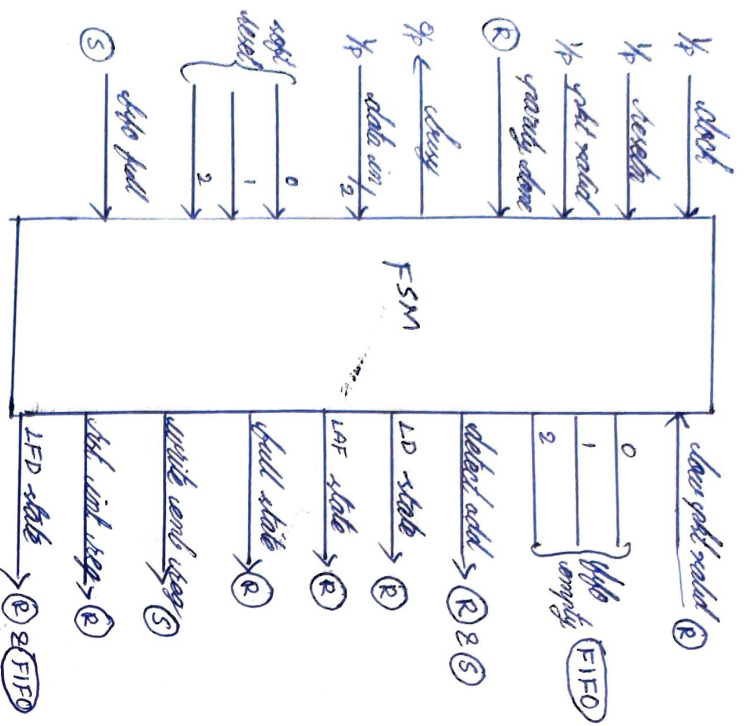 I/P clock
I/P resetn
I/P pkt valid
(R) parity done
O/P busy
I/P data in 1/2
soft reset
0
1
2
(S) fifo full
FSM
low pkt valid (R)
0
1
2
fifo empty (FIFO)
detect add (R) & (S)
LD state (R)
LAF state (R)
full state (R)
write enb reg (S)
rst int reg (R)
LFD state (R) & (FIFO)